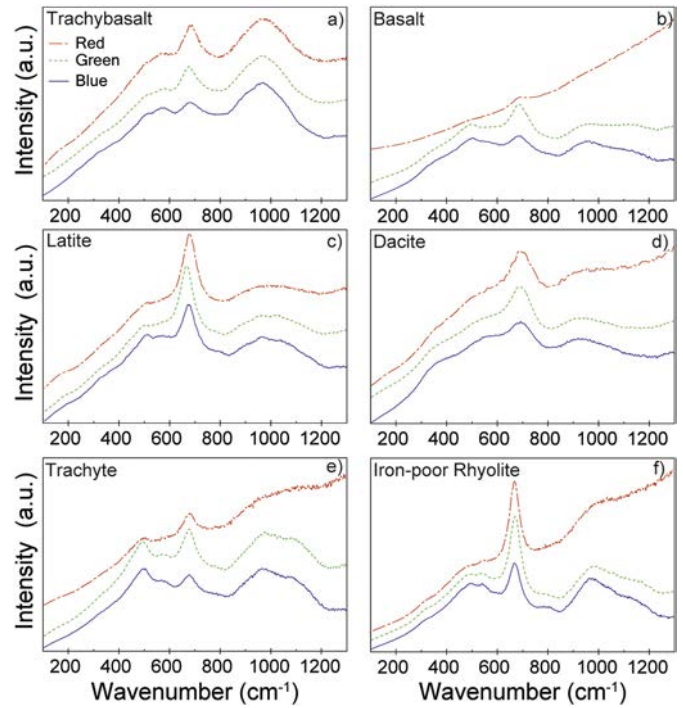 Trachybasalt a)
Red
Green
Blue
Intensity (a.u.)
200 400 600 800 1000 1200
Basalt b)
200 400 600 800 1000 1200
Latite c)
Intensity (a.u.)
200 400 600 800 1000 1200
Dacite d)
200 400 600 800 1000 1200
Trachyte e)
Intensity (a.u.)
200 400 600 800 1000 1200
Wavenumber (cm⁻¹)
Iron-poor Rhyolite f)
200 400 600 800 1000 1200
Wavenumber (cm⁻¹)